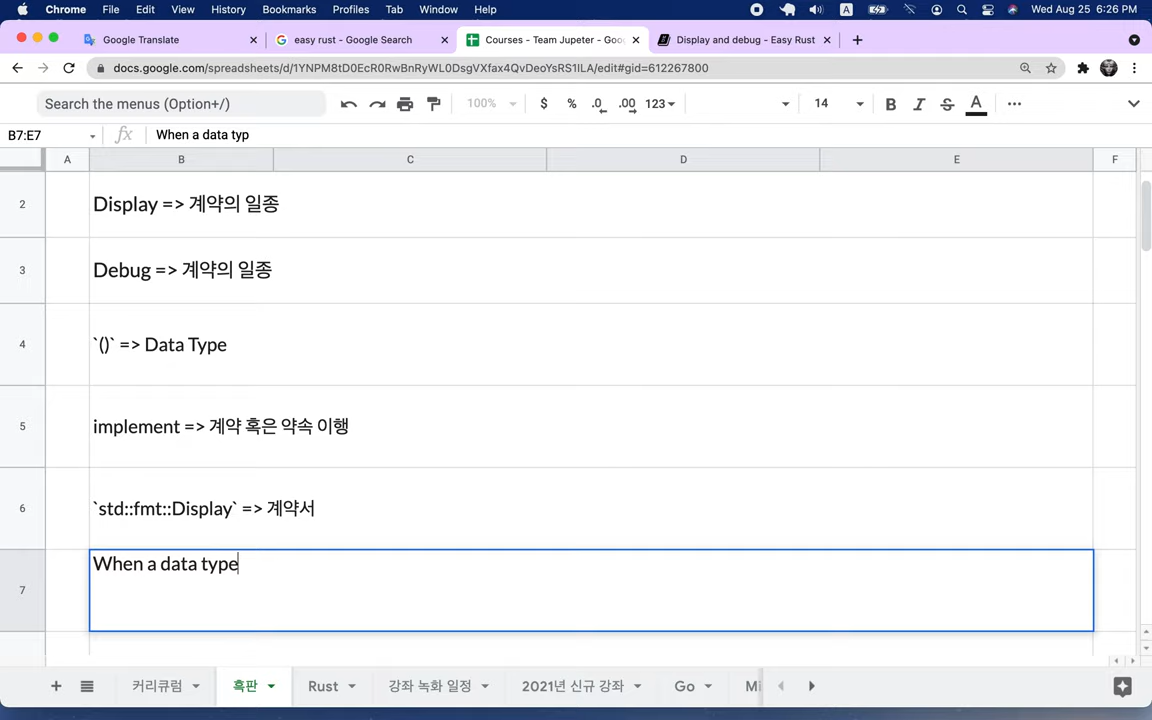 Chrome File Edit View History Bookmarks Profiles Tab Window Help A Wed Aug 25 6:26 PM
Google Translate easy rust - Google Search Courses - Team Jupeter - Goo Display and debug - Easy Rust
docs.google.com/spreadsheets/d/1YNPM8tD0EcR0RwBnRyWL0DsgVXfax4QvDeoYsRS1ILA/edit#gid=612267800
Search the menus (Option+/) 100% $ % .0 .00 123 14 B I S A
B7:E7 fx When a data typ
A B C D E F
2 Display => 계약의 일종
3 Debug => 계약의 일종
4 `()` => Data Type
5 implement => 계약 혹은 약속 이행
6 `std::fmt::Display` => 계약서
When a data type
7
커리큐럼 흑판 Rust 강좌 녹화 일정 2021년 신규 강좌 Go